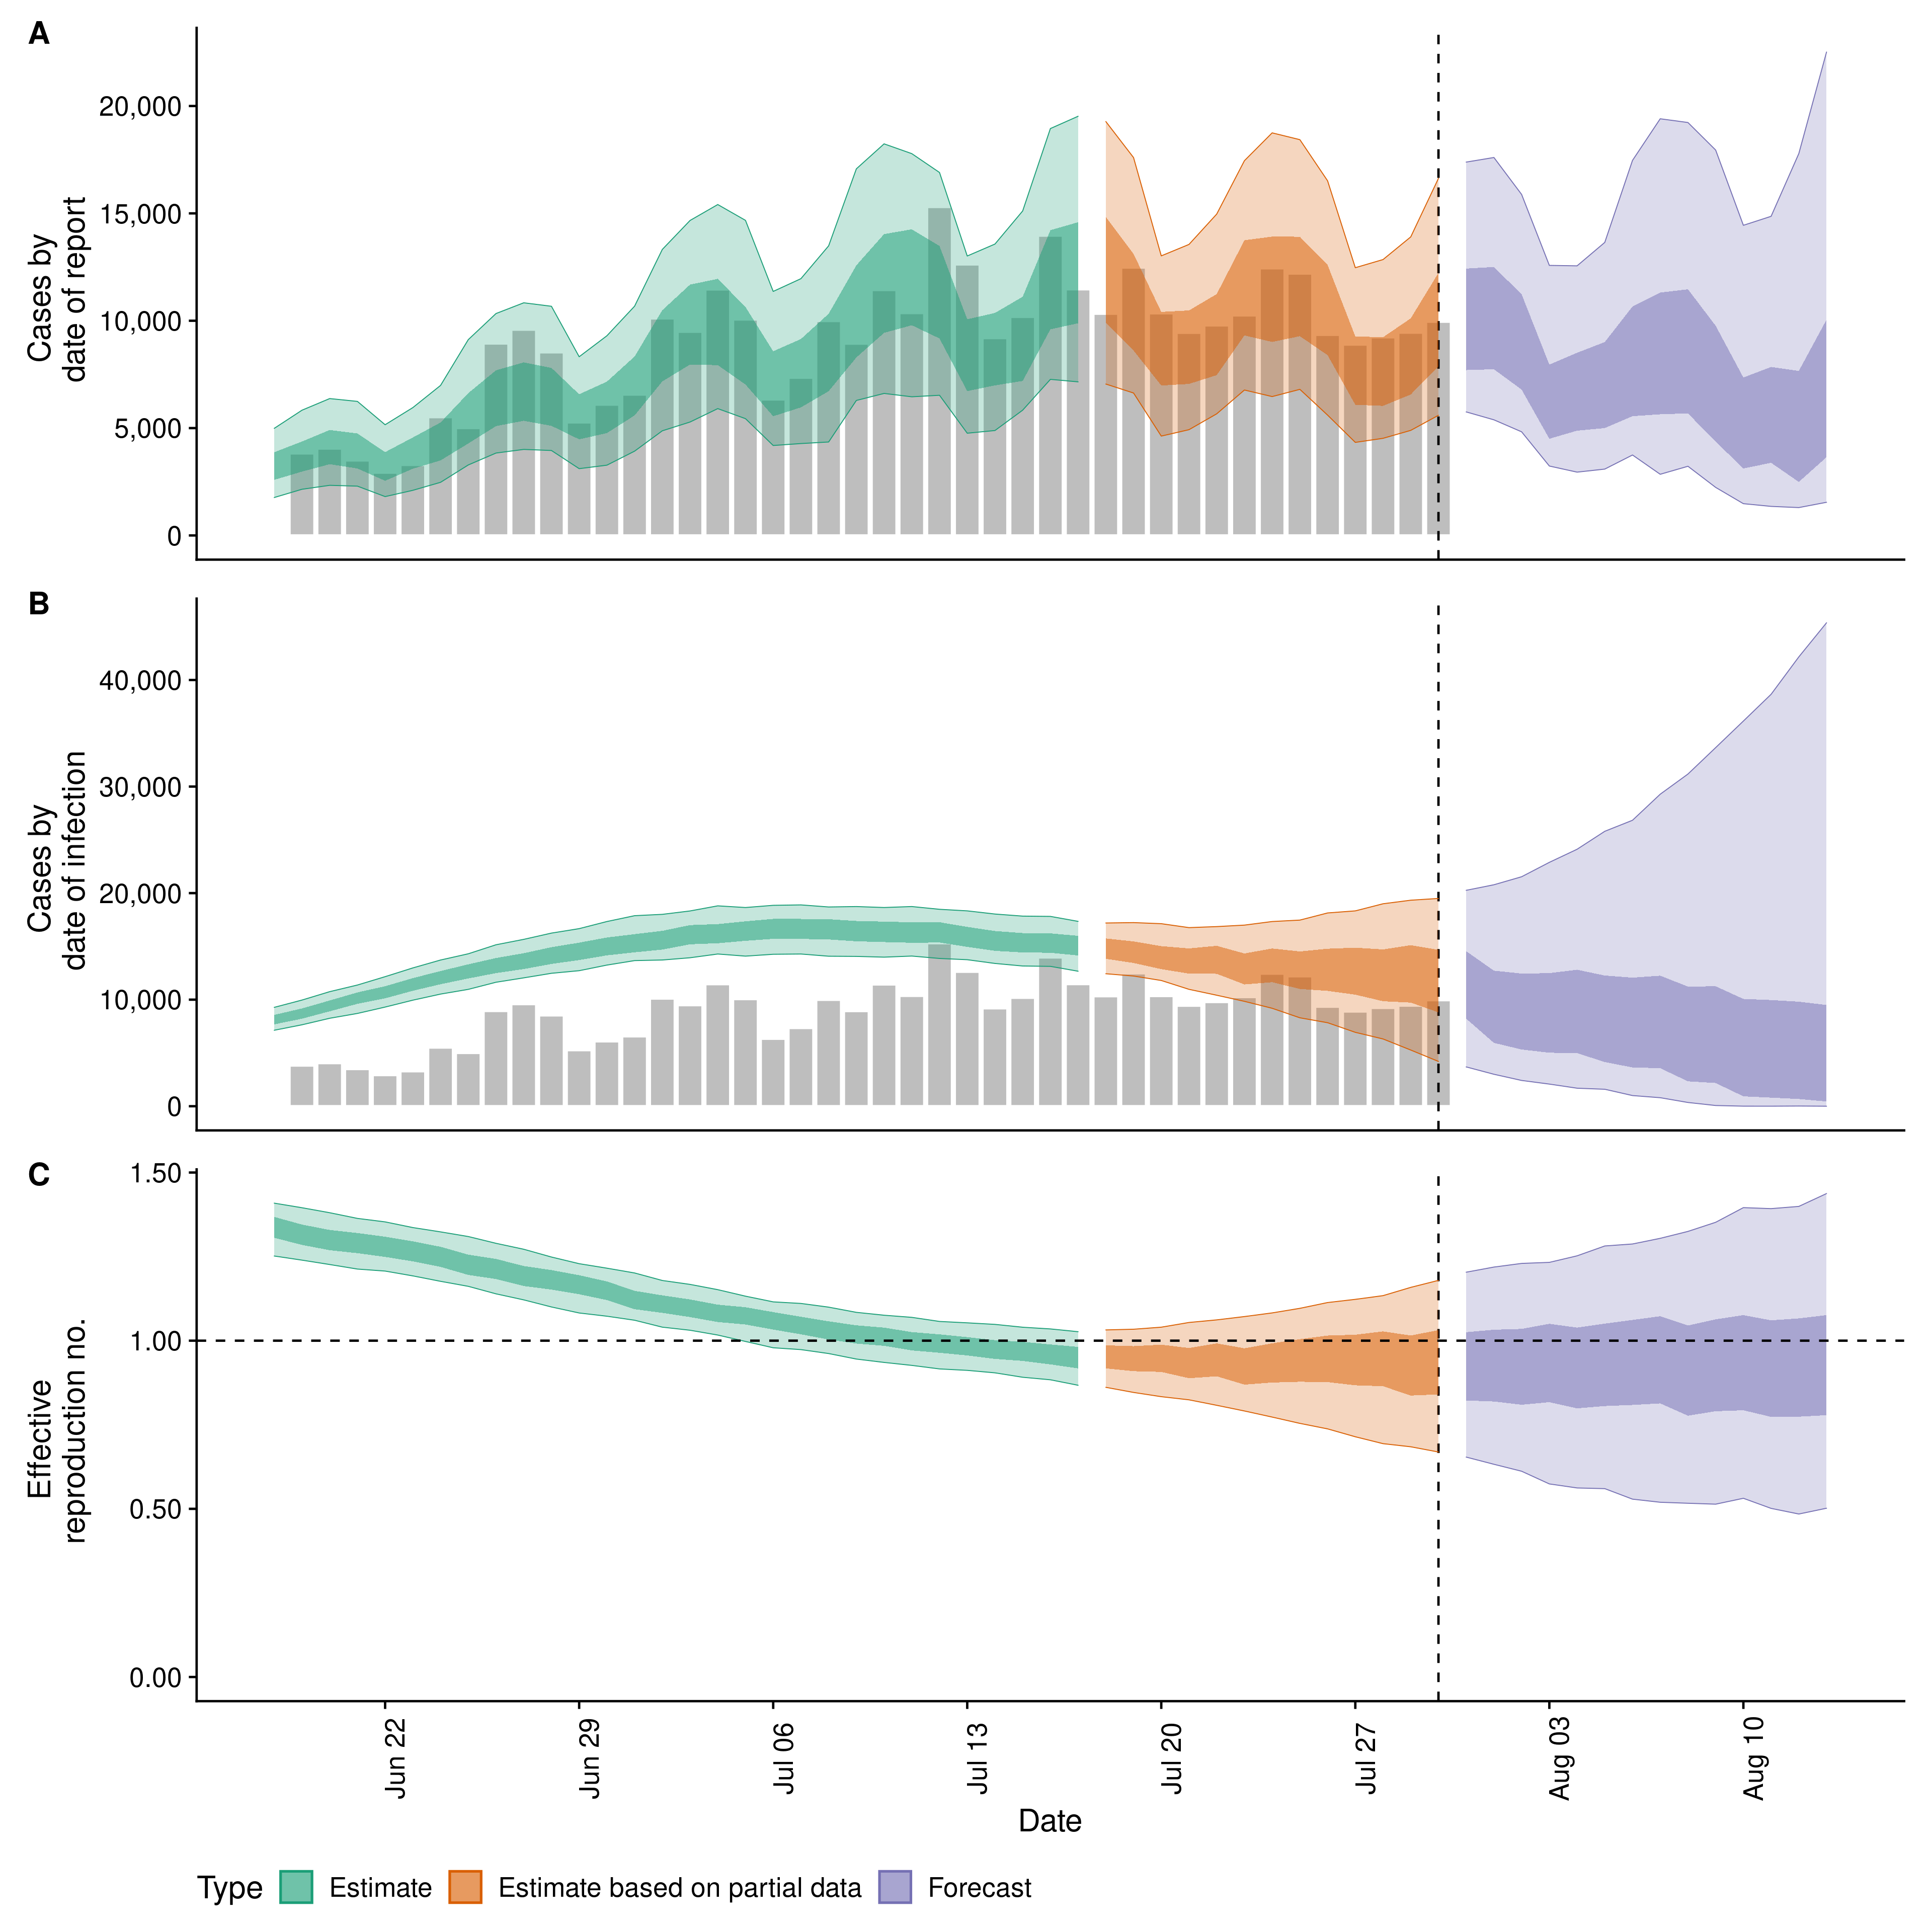 A
Cases by
date of report
20,000
15,000
10,000
5,000
0
B
Cases by
date of infection
40,000
30,000
20,000
10,000
0
C
Effective
reproduction no.
1.50
1.00
0.50
0.00
Jun 22
Jun 29
Jul 06
Jul 13
Jul 20
Jul 27
Aug 03
Aug 10
Date
Type Estimate Estimate based on partial data Forecast